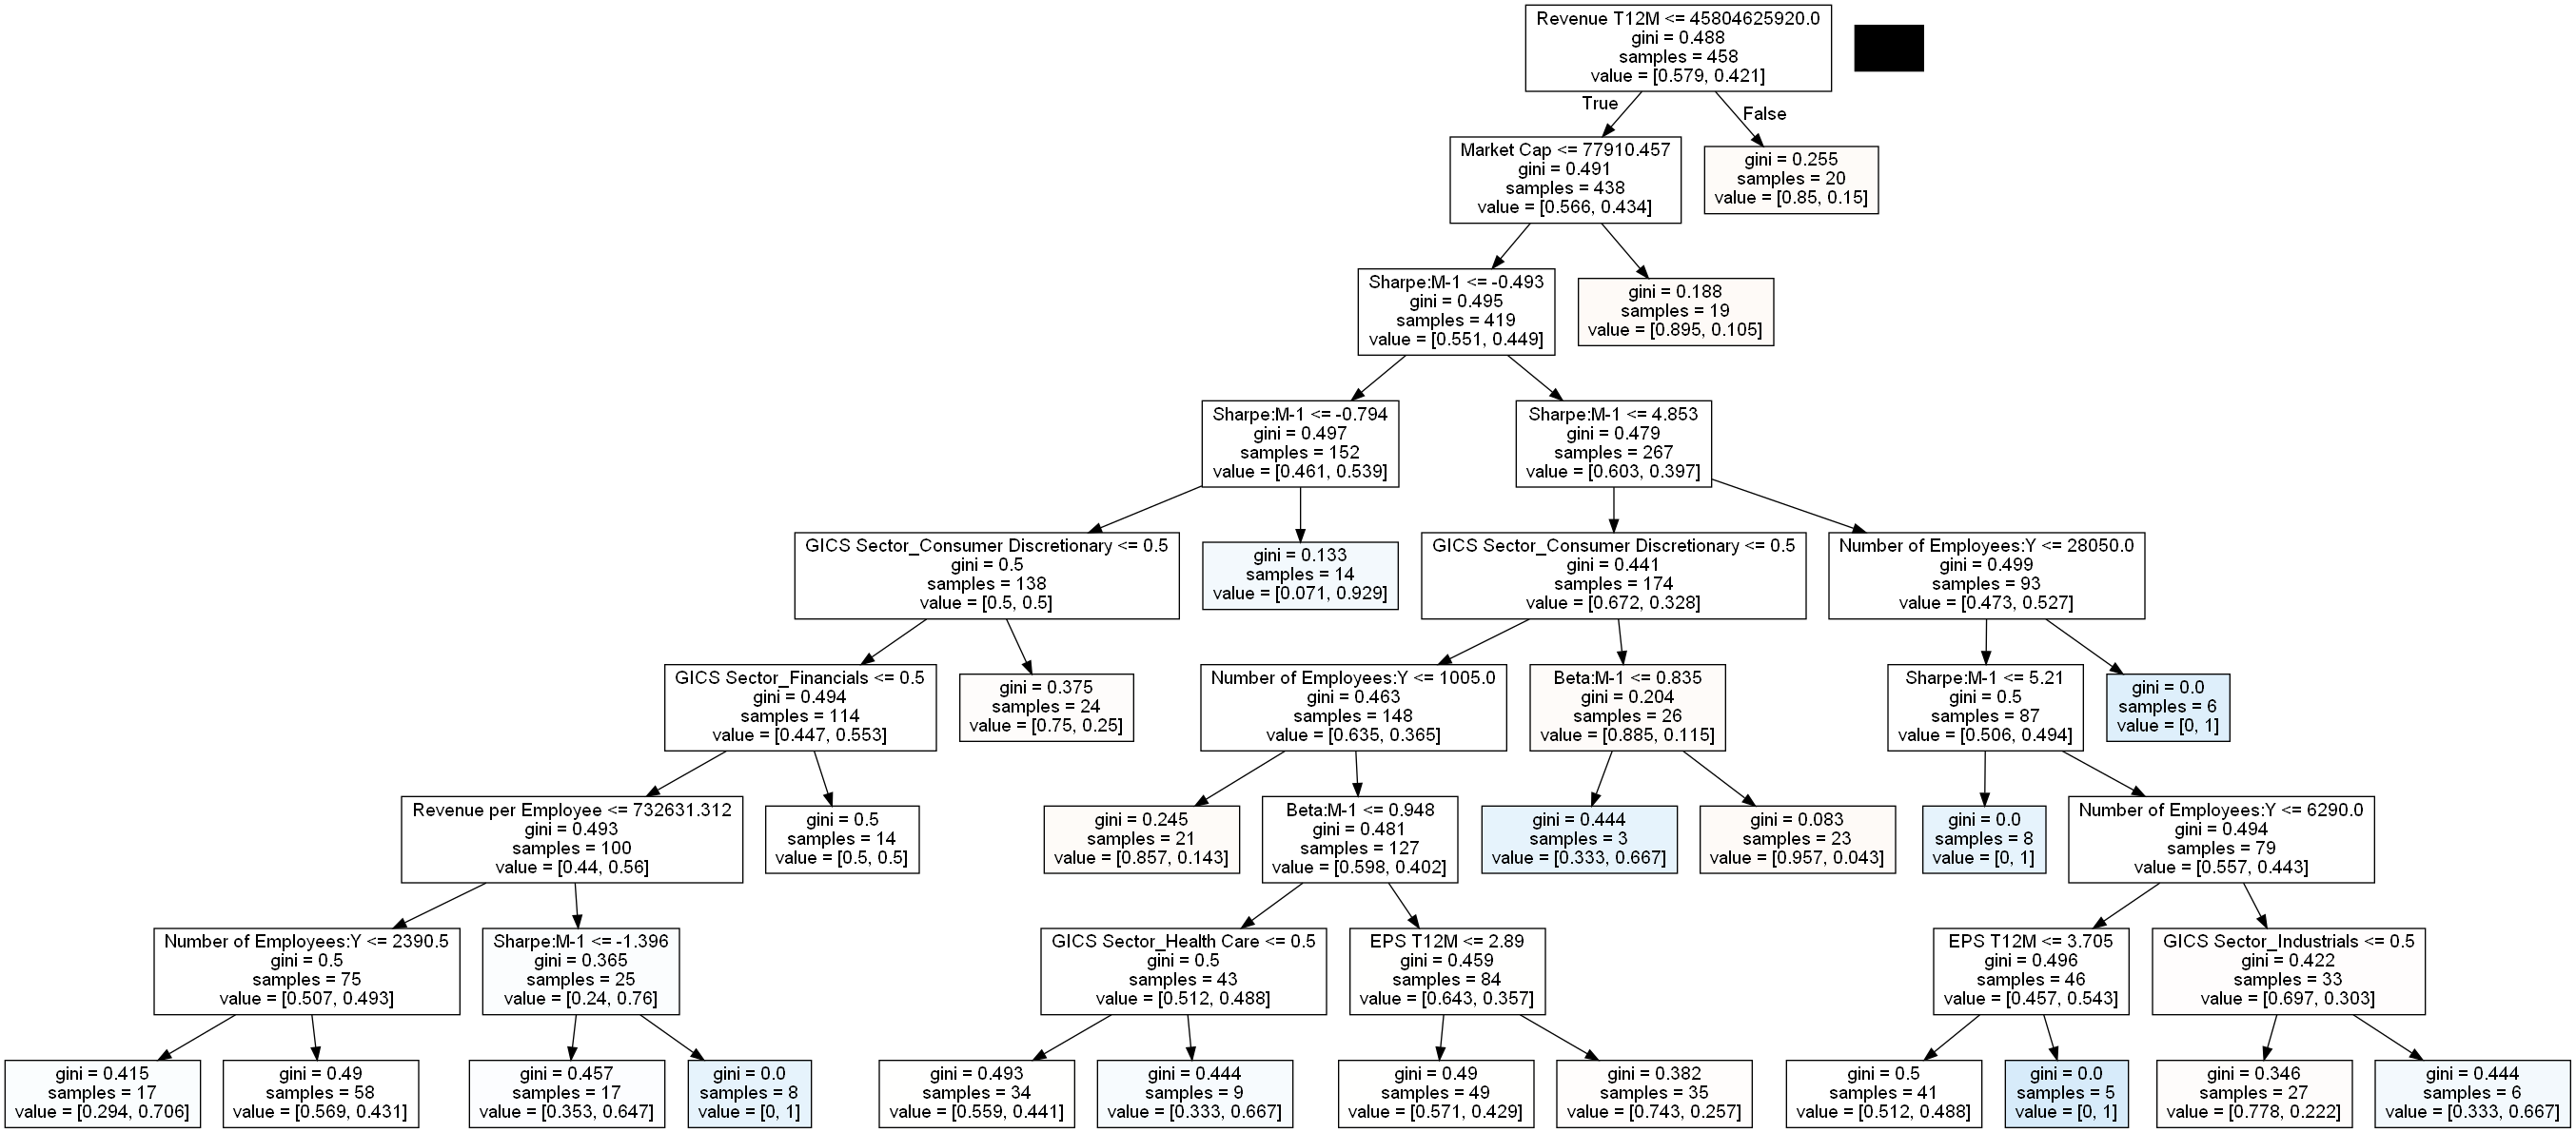 Revenue T12M <= 45804625920.0
gini = 0.488
samples = 458
value = [0.579, 0.421]
True
False
Market Cap <= 77910.457
gini = 0.491
samples = 438
value = [0.566, 0.434]
gini = 0.255
samples = 20
value = [0.85, 0.15]
Sharpe:M-1 <= -0.493
gini = 0.495
samples = 419
value = [0.551, 0.449]
gini = 0.188
samples = 19
value = [0.895, 0.105]
Sharpe:M-1 <= -0.794
gini = 0.497
samples = 152
value = [0.461, 0.539]
Sharpe:M-1 <= 4.853
gini = 0.479
samples = 267
value = [0.603, 0.397]
GICS Sector_Consumer Discretionary <= 0.5
gini = 0.5
samples = 138
value = [0.5, 0.5]
gini = 0.133
samples = 14
value = [0.071, 0.929]
GICS Sector_Consumer Discretionary <= 0.5
gini = 0.441
samples = 174
value = [0.672, 0.328]
Number of Employees:Y <= 28050.0
gini = 0.499
samples = 93
value = [0.473, 0.527]
GICS Sector_Financials <= 0.5
gini = 0.494
samples = 114
value = [0.447, 0.553]
gini = 0.375
samples = 24
value = [0.75, 0.25]
Number of Employees:Y <= 1005.0
gini = 0.463
samples = 148
value = [0.635, 0.365]
Beta:M-1 <= 0.835
gini = 0.204
samples = 26
value = [0.885, 0.115]
Sharpe:M-1 <= 5.21
gini = 0.5
samples = 87
value = [0.506, 0.494]
gini = 0.0
samples = 6
value = [0, 1]
Revenue per Employee <= 732631.312
gini = 0.493
samples = 100
value = [0.44, 0.56]
gini = 0.5
samples = 14
value = [0.5, 0.5]
gini = 0.245
samples = 21
value = [0.857, 0.143]
Beta:M-1 <= 0.948
gini = 0.481
samples = 127
value = [0.598, 0.402]
gini = 0.444
samples = 3
value = [0.333, 0.667]
gini = 0.083
samples = 23
value = [0.957, 0.043]
gini = 0.0
samples = 8
value = [0, 1]
Number of Employees:Y <= 6290.0
gini = 0.494
samples = 79
value = [0.557, 0.443]
Number of Employees:Y <= 2390.5
gini = 0.5
samples = 75
value = [0.507, 0.493]
Sharpe:M-1 <= -1.396
gini = 0.365
samples = 25
value = [0.24, 0.76]
GICS Sector_Health Care <= 0.5
gini = 0.5
samples = 43
value = [0.512, 0.488]
EPS T12M <= 2.89
gini = 0.459
samples = 84
value = [0.643, 0.357]
EPS T12M <= 3.705
gini = 0.496
samples = 46
value = [0.457, 0.543]
GICS Sector_Industrials <= 0.5
gini = 0.422
samples = 33
value = [0.697, 0.303]
gini = 0.415
samples = 17
value = [0.294, 0.706]
gini = 0.49
samples = 58
value = [0.569, 0.431]
gini = 0.457
samples = 17
value = [0.353, 0.647]
gini = 0.0
samples = 8
value = [0, 1]
gini = 0.493
samples = 34
value = [0.559, 0.441]
gini = 0.444
samples = 9
value = [0.333, 0.667]
gini = 0.49
samples = 49
value = [0.571, 0.429]
gini = 0.382
samples = 35
value = [0.743, 0.257]
gini = 0.5
samples = 41
value = [0.512, 0.488]
gini = 0.0
samples = 5
value = [0, 1]
gini = 0.346
samples = 27
value = [0.778, 0.222]
gini = 0.444
samples = 6
value = [0.333, 0.667]